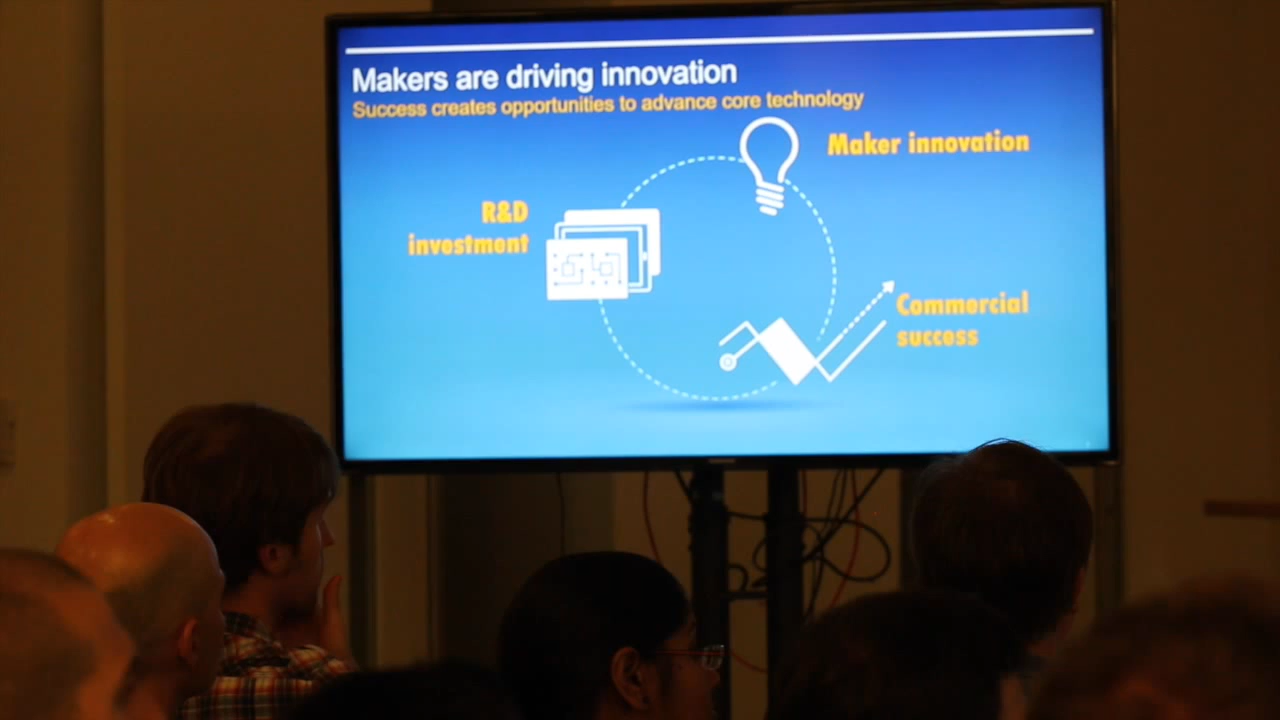 Makers are driving innovation
Success creates opportunities to advance core technology
Maker innovation
R&D
investment
Commercial
success